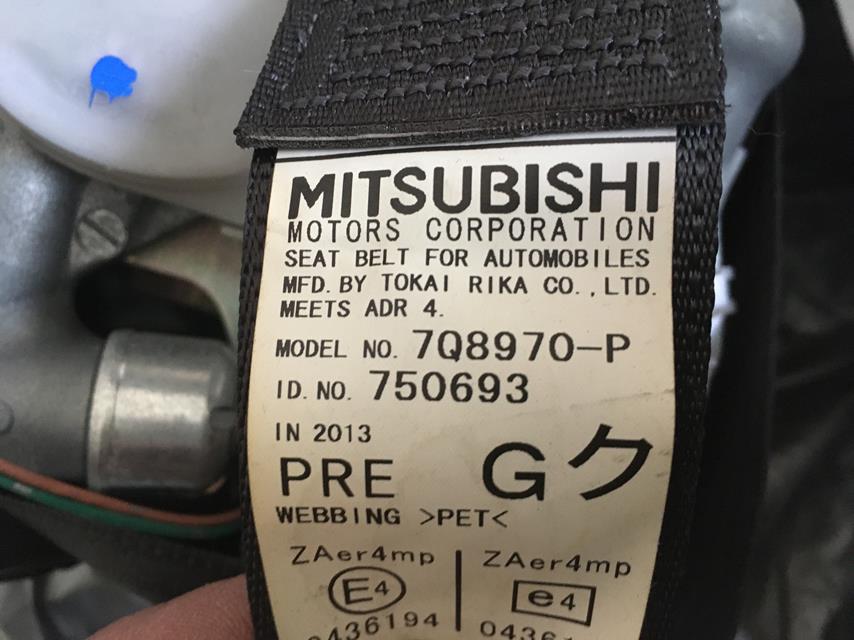 MITSUBISHI
MOTORS CORPORATION
SEAT BELT FOR AUTOMOBILES
MFD. BY TOKAI RIKA CO.,LTD.
MEETS ADR 4.
MODEL NO. 7Q8970-P
ID. NO. 750693
IN 2013
PRE Gク
WEBBING >PET<
ZAer4mp ZAer4mp
E4 e4